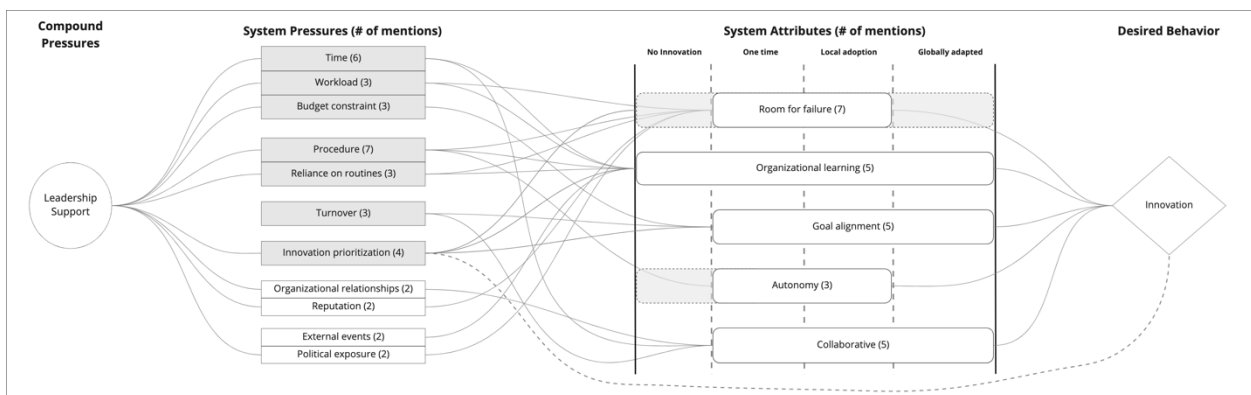 Compound
Pressures
System Pressures (# of mentions)
System Attributes (# of mentions)
Desired Behavior
No Innovation
One time
Local adoption
Globally adapted
Leadership
Support
Time (6)
Workload (3)
Budget constraint (3)
Procedure (7)
Reliance on routines (3)
Turnover (3)
Innovation prioritization (4)
Organizational relationships (2)
Reputation (2)
External events (2)
Political exposure (2)
Room for failure (7)
Organizational learning (5)
Goal alignment (5)
Autonomy (3)
Collaborative (5)
Innovation